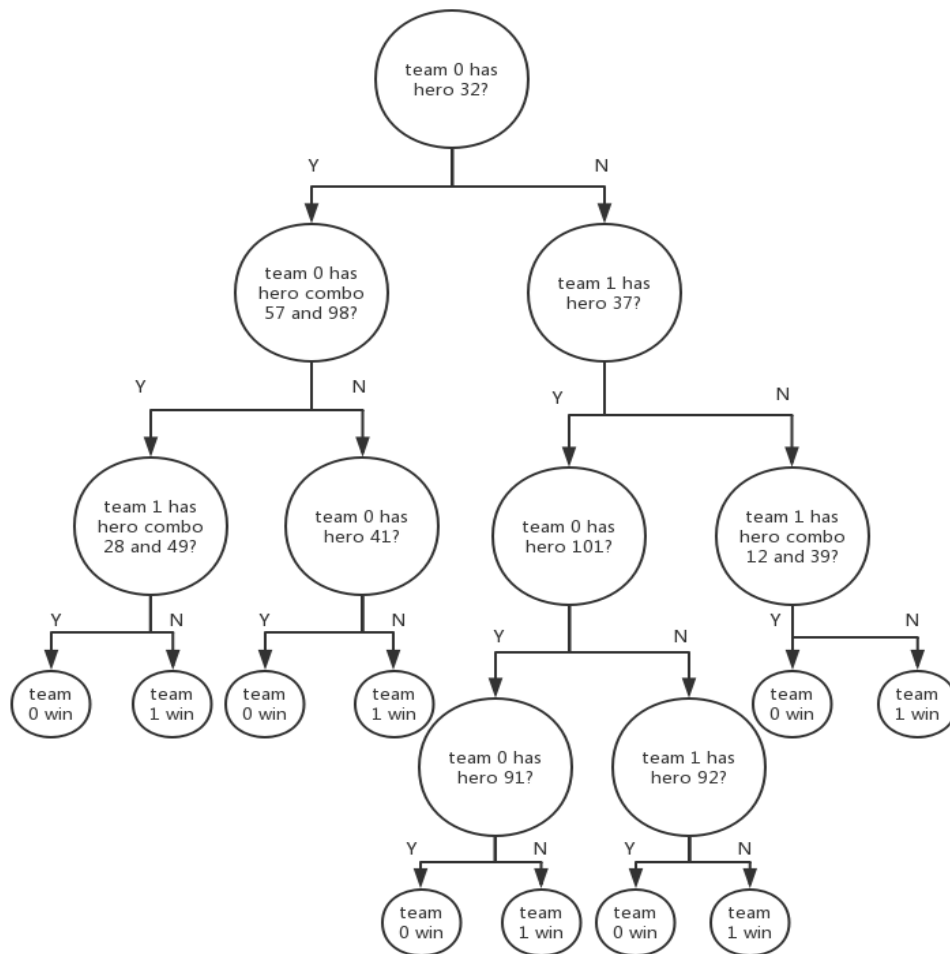 team 0 has
hero 32?
Y
N
team 0 has
hero combo
57 and 98?
team 1 has
hero 37?
Y
N
Y
N
team 1 has
hero combo
28 and 49?
team 0 has
hero 41?
team 0 has
hero 101?
team 1 has
hero combo
12 and 39?
Y
N
Y
N
Y
N
Y
N
team
0 win
team
1 win
team
0 win
team
1 win
team
0 win
team
1 win
team 0 has
hero 91?
team 1 has
hero 92?
Y
N
Y
N
team
0 win
team
1 win
team
0 win
team
1 win